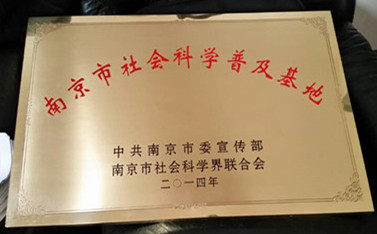 南京市社会科学普及基地
中共南京市委宣传部
南京市社会科学界联合会
二〇一四年